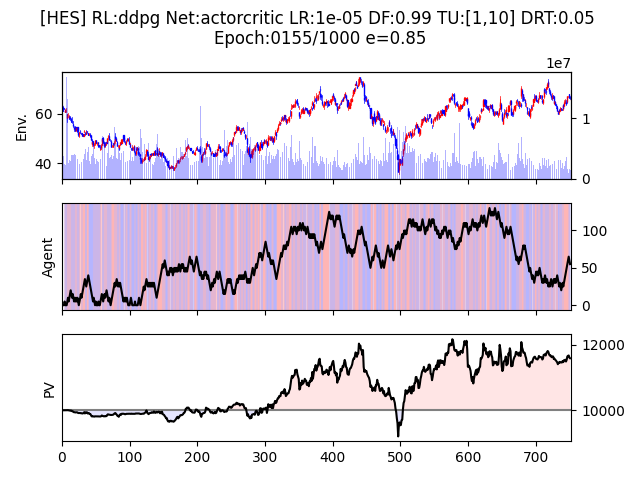 [HES] RL:ddpg Net:actorcritic LR:1e-05 DF:0.99 TU:[1,10] DRT:0.05
Epoch:0155/1000 e=0.85
1e7
Env.
60
40
1
0
Agent
100
50
0
PV
12000
10000
0 100 200 300 400 500 600 700